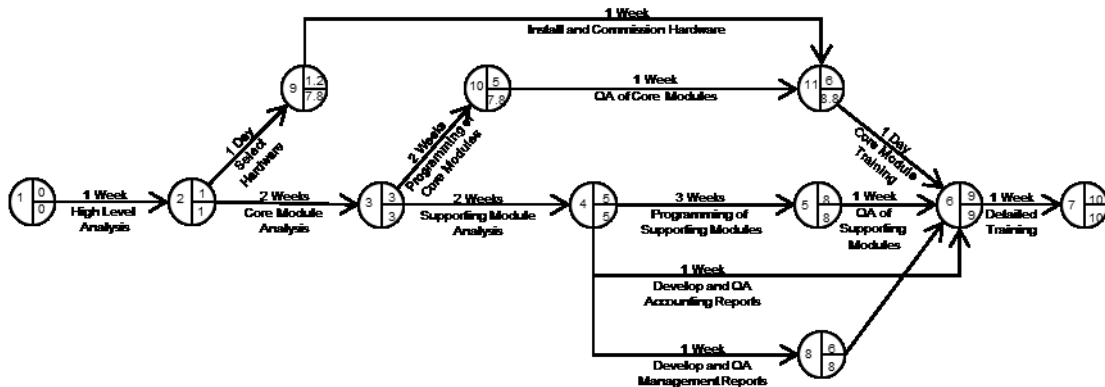 1 Week
Install and Commission Hardware
9
1.2
7.8
10
5
7.8
1 Week
QA of Core Modules
11
6
8.8
1 Day
Select
Hardware
2 Weeks
Programming of
Core Modules
1 Day
Core Module
Training
1
0
0
1 Week
High Level
Analysis
2
1
1
2 Weeks
Core Module
Analysis
3
3
3
2 Weeks
Supporting Module
Analysis
4
5
5
3 Weeks
Programming of
Supporting Modules
5
8
8
1 Week
QA of
Supporting
Modules
6
9
9
1 Week
Detailed
Training
7
10
10
1 Week
Develop and QA
Accounting Reports
1 Week
Develop and QA
Management Reports
8
6
8